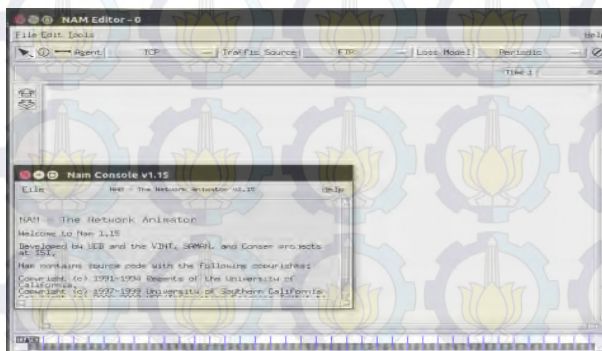 NAM Editor - 0
File Edit Tools Help
Agent TCP Traffic Source FTP Loss Model Periodic
Time :
Nam Console v1.15
File NAM - The Network Animator v1.15 Help
NAM - The Network Animator
Welcome to Nam 1.15
Developed by UCB and the VINT, SAMAN, and Conser projects
at ISI.
Nam contains source code with the following copyrights:
Copyright (c) 1991-1994 Regents of the University of
California.
Copyright (c) 1997-1999 University of Southern California